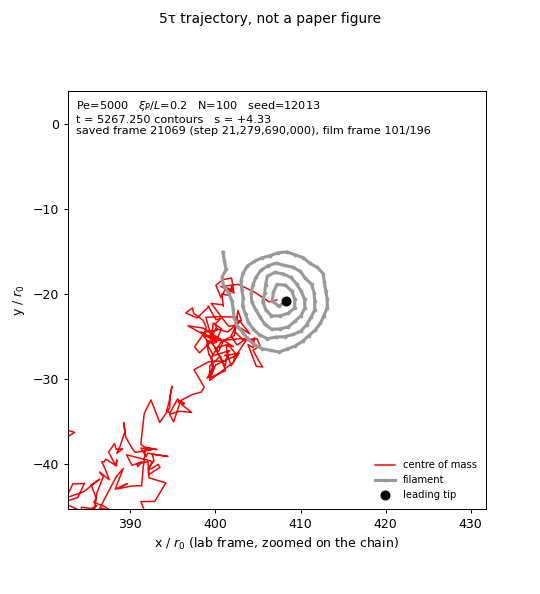 5τ trajectory, not a paper figure
Pe=5000 ξp/L=0.2 N=100 seed=12013
t = 5267.250 contours s = +4.33
saved frame 21069 (step 21,279,690,000), film frame 101/196
0
−10
−20
−30
−40
y / r0
centre of mass
filament
leading tip
390
400
410
420
430
x / r0 (lab frame, zoomed on the chain)